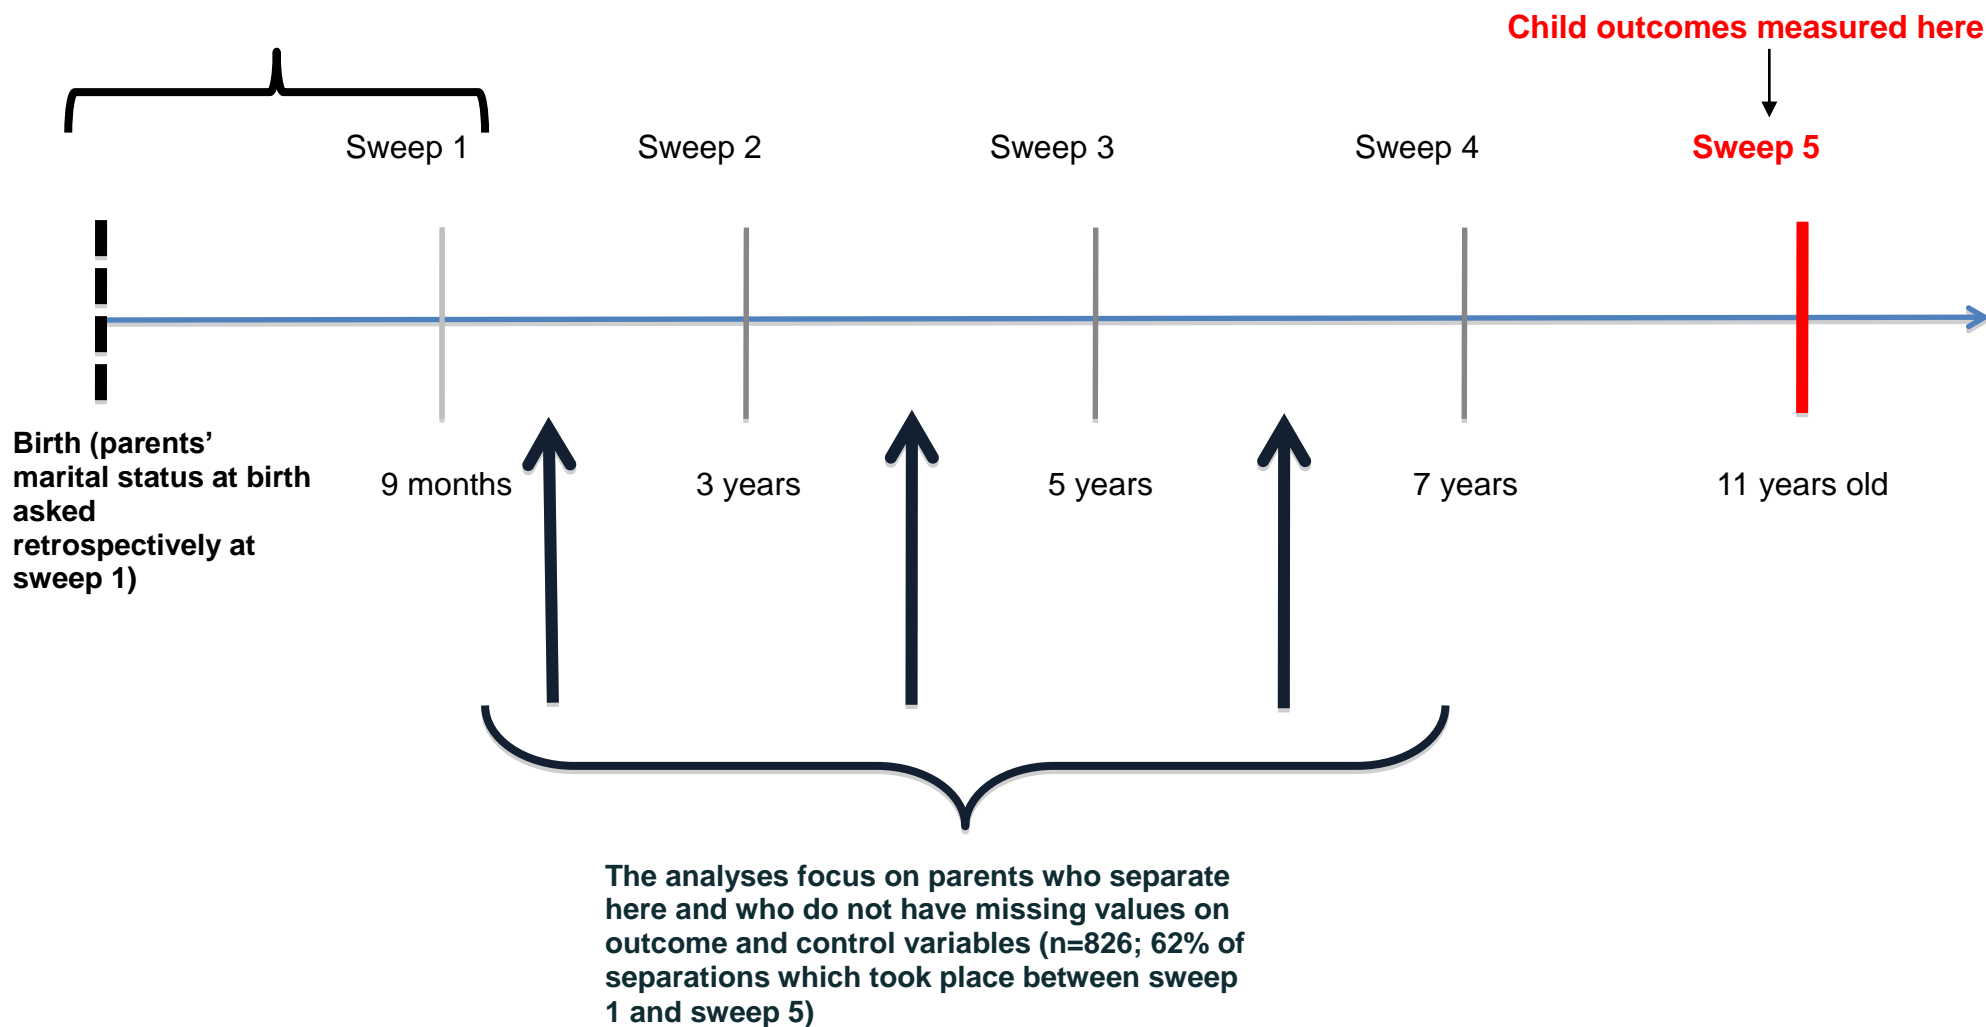 Child outcomes measured here
Sweep 1
Sweep 2
Sweep 3
Sweep 4
Sweep 5
Birth (parents’
marital status at birth
asked
retrospectively at
sweep 1)
9 months
3 years
5 years
7 years
11 years old
The analyses focus on parents who separate
here and who do not have missing values on
outcome and control variables (n=826; 62% of
separations which took place between sweep
1 and sweep 5)